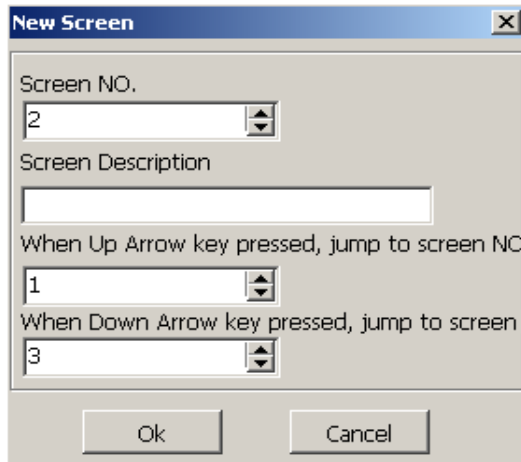 New Screen
Screen NO.
2
Screen Description
When Up Arrow key pressed, jump to screen NO
1
When Down Arrow key pressed, jump to screen
3
Ok
Cancel